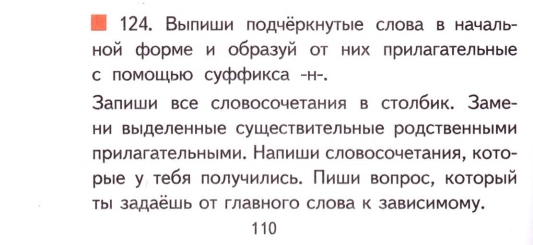 124. Выпиши подчёркнутые слова в началь-
ной форме и образуй от них прилагательные
с помощью суффикса -н-.
Запиши все словосочетания в столбик. Заме-
ни выделенные существительные родственными
прилагательными. Напиши словосочетания, кото-
рые у тебя получились. Пиши вопрос, который
ты задаёшь от главного слова к зависимому.
110